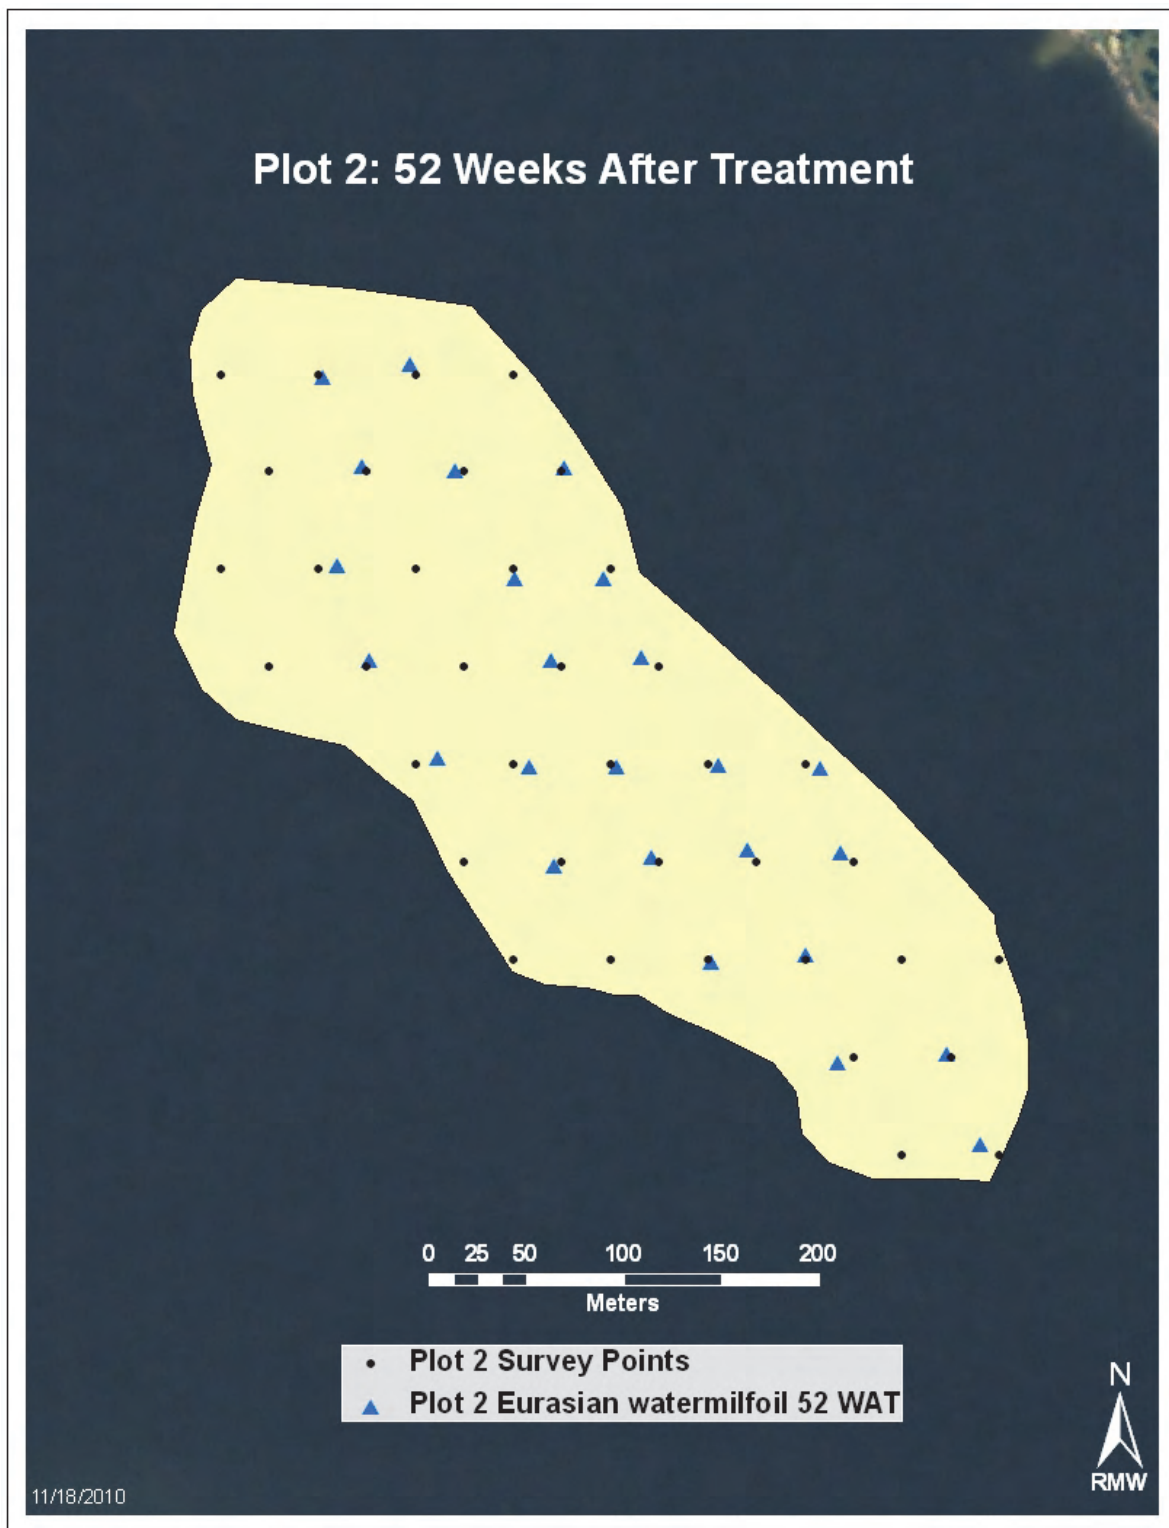 Plot 2: 52 Weeks After Treatment
0 25 50 100 150 200
Meters
Plot 2 Survey Points
Plot 2 Eurasian watermilfoil 52 WAT
N
RMW
11/18/2010